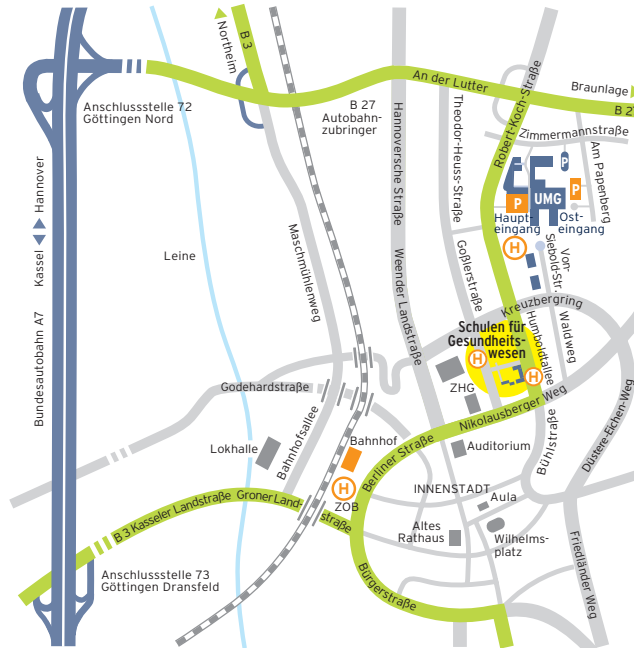 B 3
Northeim
An der Lutter
Braunlage
B 2
Anschlussstelle 72
Göttingen Nord
B 27
Autobahn-
zubringer
Hannoversche Straße
Theodor-Heuss-Straße
Robert-Koch-Straße
Zimmermannstraße
Am Papenberg
P
P
P
UMG
Haupt-
eingang
Ost-
eingang
H
Von-
Siebold-Str.
Kassel
Hannover
Bundesautobahn A7
Leine
Maschmühlenweg
Weender Landstraße
Goßlerstraße
Kreuzbergring
Schulen für
Gesundheits-
wesen
H
H
Humboldtallee
Waldweg
ZHG
Nikolausberger Weg
Düstere-Eichen-Weg
Godehardstraße
Bahnhofsallee
Lokhalle
Bahnhof
H
ZOB
Berliner Straße
Auditorium
Bühlstraße
INNENSTADT
Aula
Altes
Rathaus
Wilhelms-
platz
B 3 Kasseler Landstraße
Groner Land-
straße
Bürgerstraße
Friedländer Weg
Anschlussstelle 73
Göttingen Dransfeld